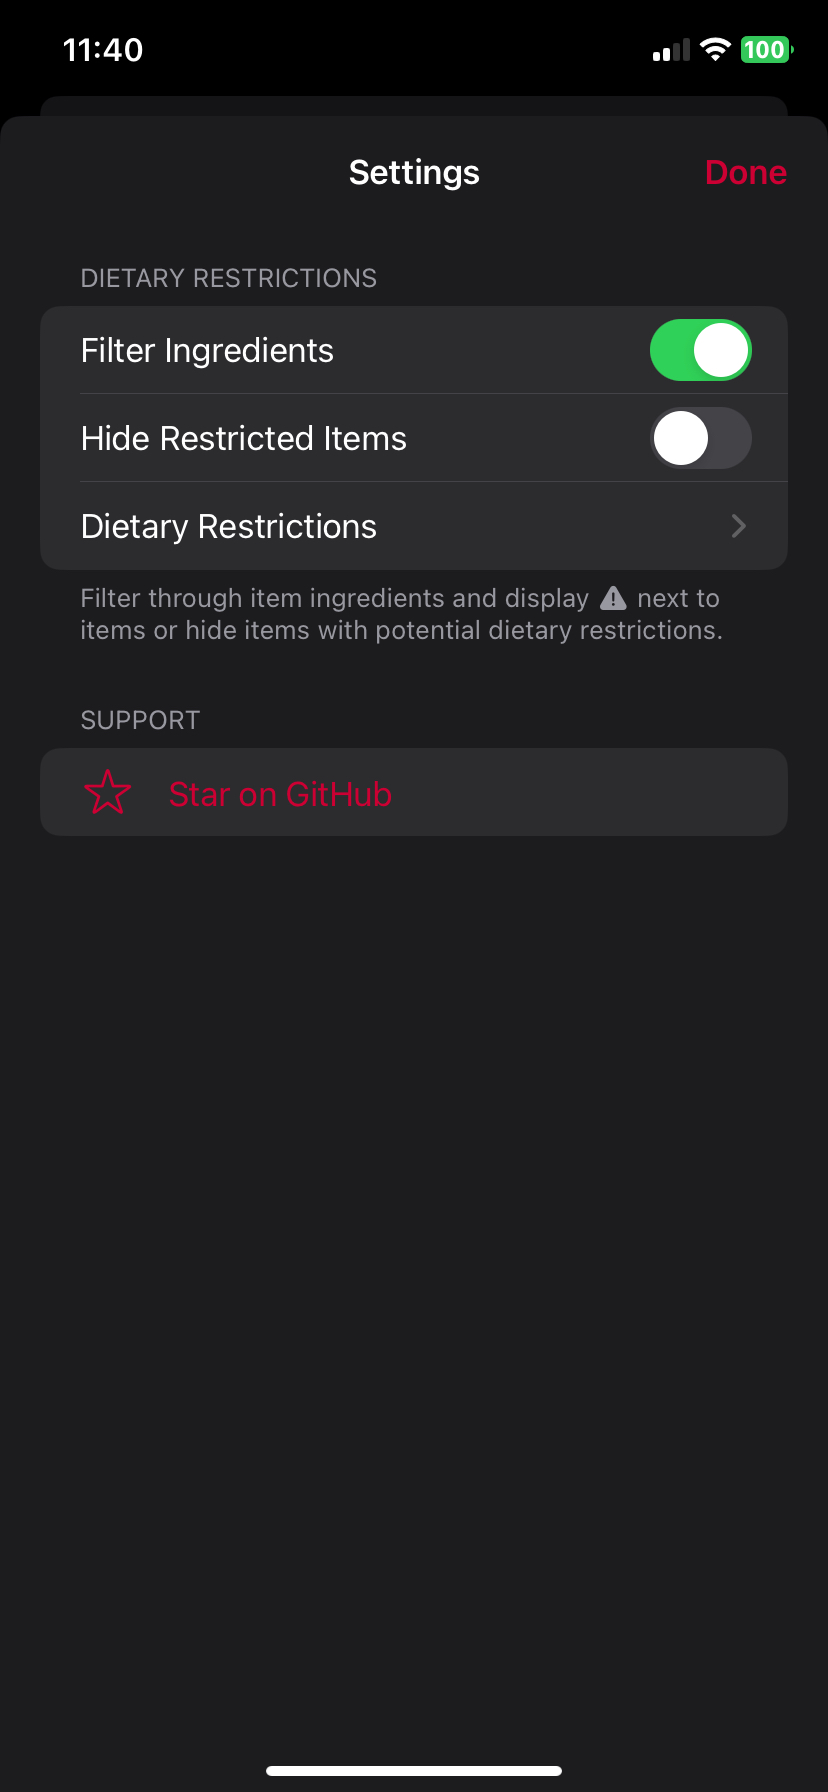 11:40
100
Settings
Done
DIETARY RESTRICTIONS
Filter Ingredients
Hide Restricted Items
Dietary Restrictions
Filter through item ingredients and display ⚠ next to
items or hide items with potential dietary restrictions.
SUPPORT
Star on GitHub